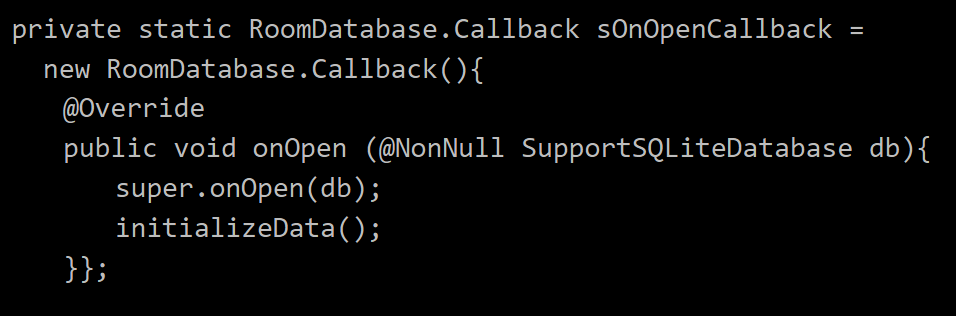 private static RoomDatabase.Callback sOnOpenCallback =
new RoomDatabase.Callback(){
@Override
public void onOpen (@NonNull SupportSQLiteDatabase db){
super.onOpen(db);
initializeData();
}};